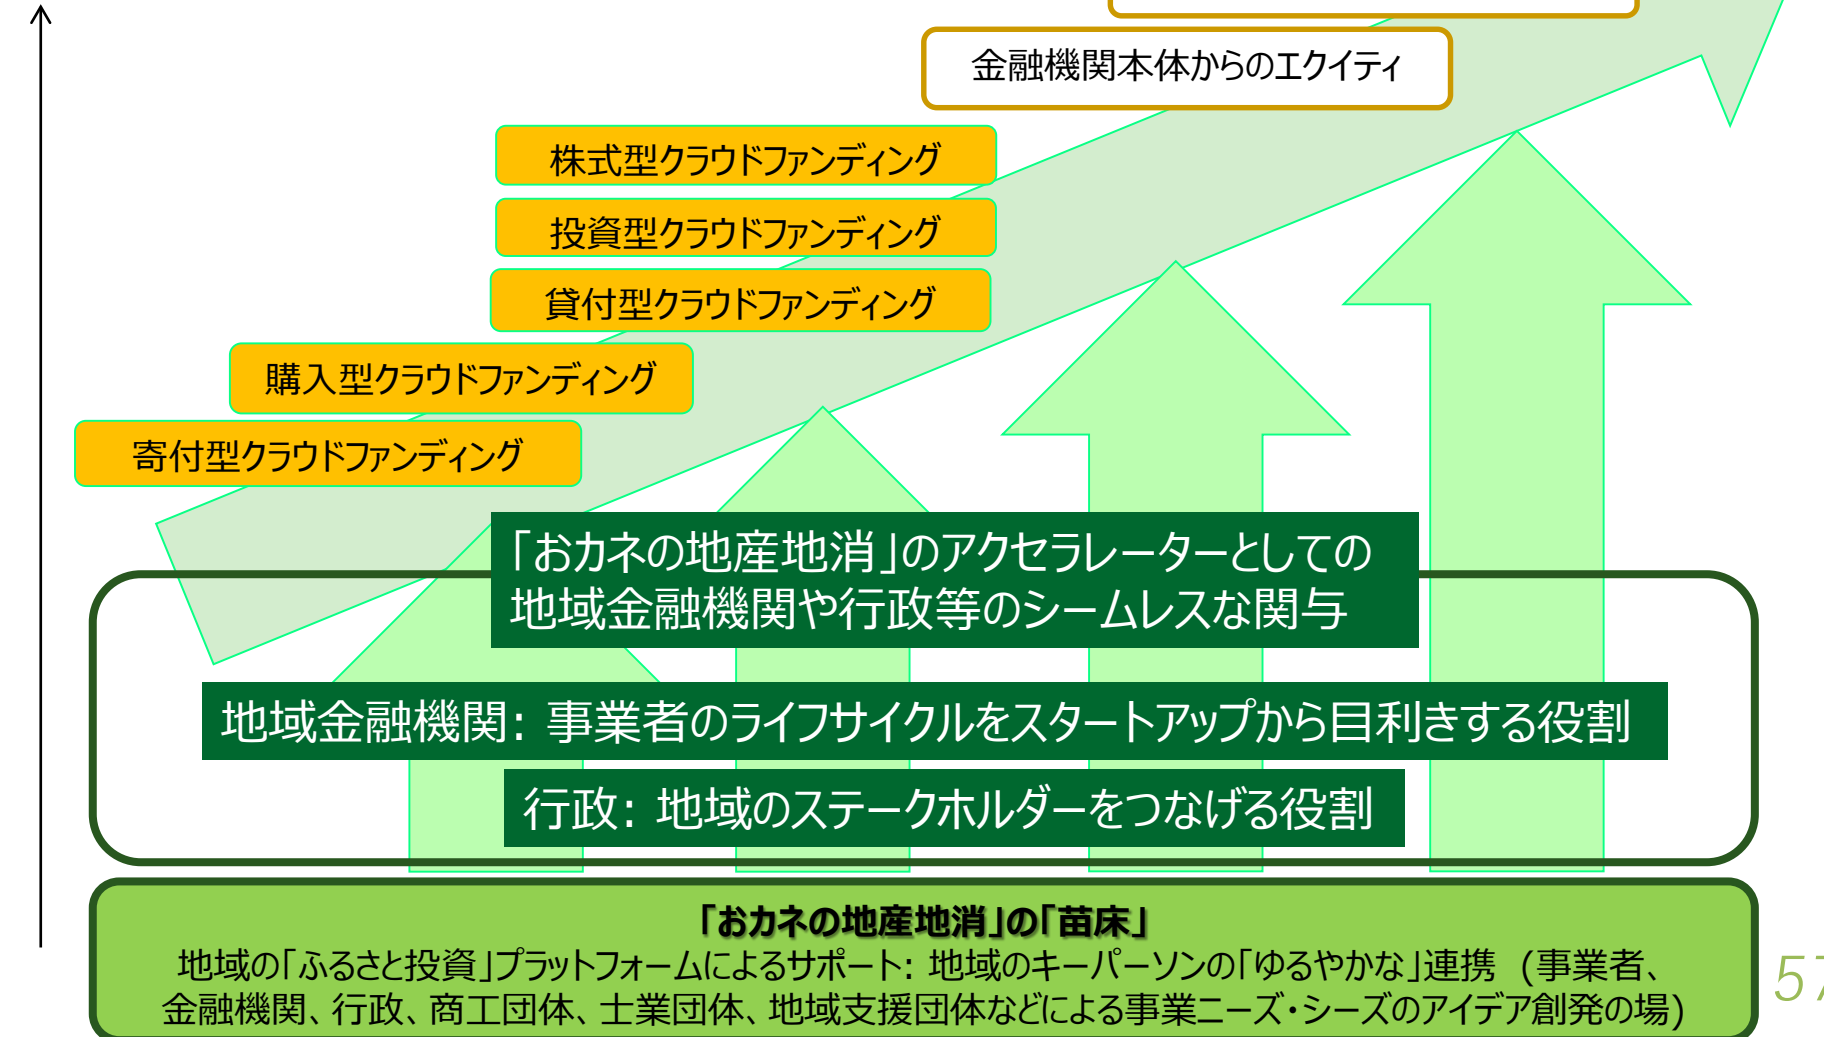 金融機関本体からのエクイティ
株式型クラウドファンディング
投資型クラウドファンディング
貸付型クラウドファンディング
購入型クラウドファンディング
寄付型クラウドファンディング
「おカネの地産地消」のアクセラレーターとしての
地域金融機関や行政等のシームレスな関与
地域金融機関: 事業者のライフサイクルをスタートアップから目利きする役割
行政: 地域のステークホルダーをつなげる役割
「おカネの地産地消」の「苗床」
地域の「ふるさと投資」プラットフォームによるサポート: 地域のキーパーソンの「ゆるやかな」連携 (事業者、
金融機関、行政、商工団体、士業団体、地域支援団体などによる事業ニーズ・シーズのアイデア創発の場)
57